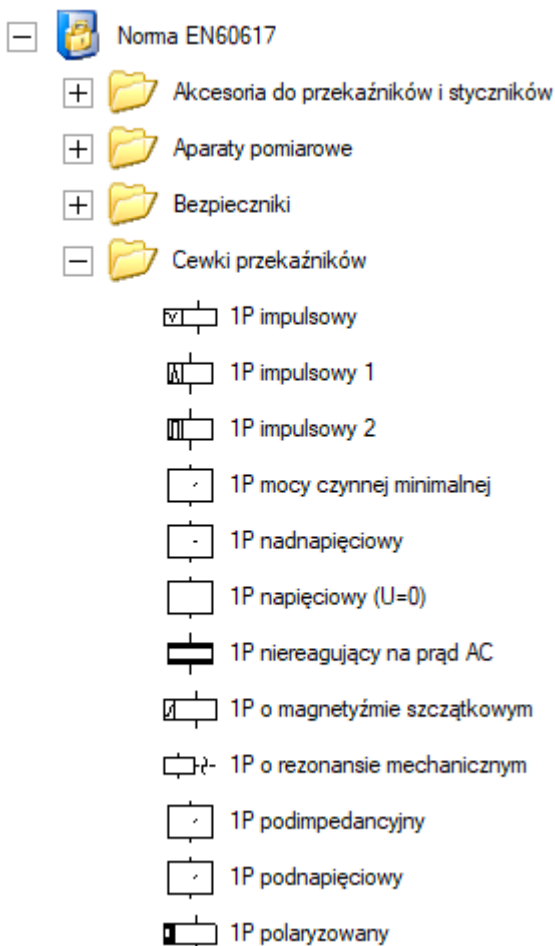 Norma EN60617
Akcesoria do przekaźników i styczników
Aparaty pomiarowe
Bezpieczniki
Cewki przekaźników
1P impulsowy
1P impulsowy 1
1P impulsowy 2
1P mocy czynnej minimalnej
1P nadnapięciowy
1P napięciowy (U=0)
1P niereagujący na prąd AC
1P o magnetyźmie szczątkowym
1P o rezonansie mechanicznym
1P podimpedancyjny
1P podnapięciowy
1P polaryzowany